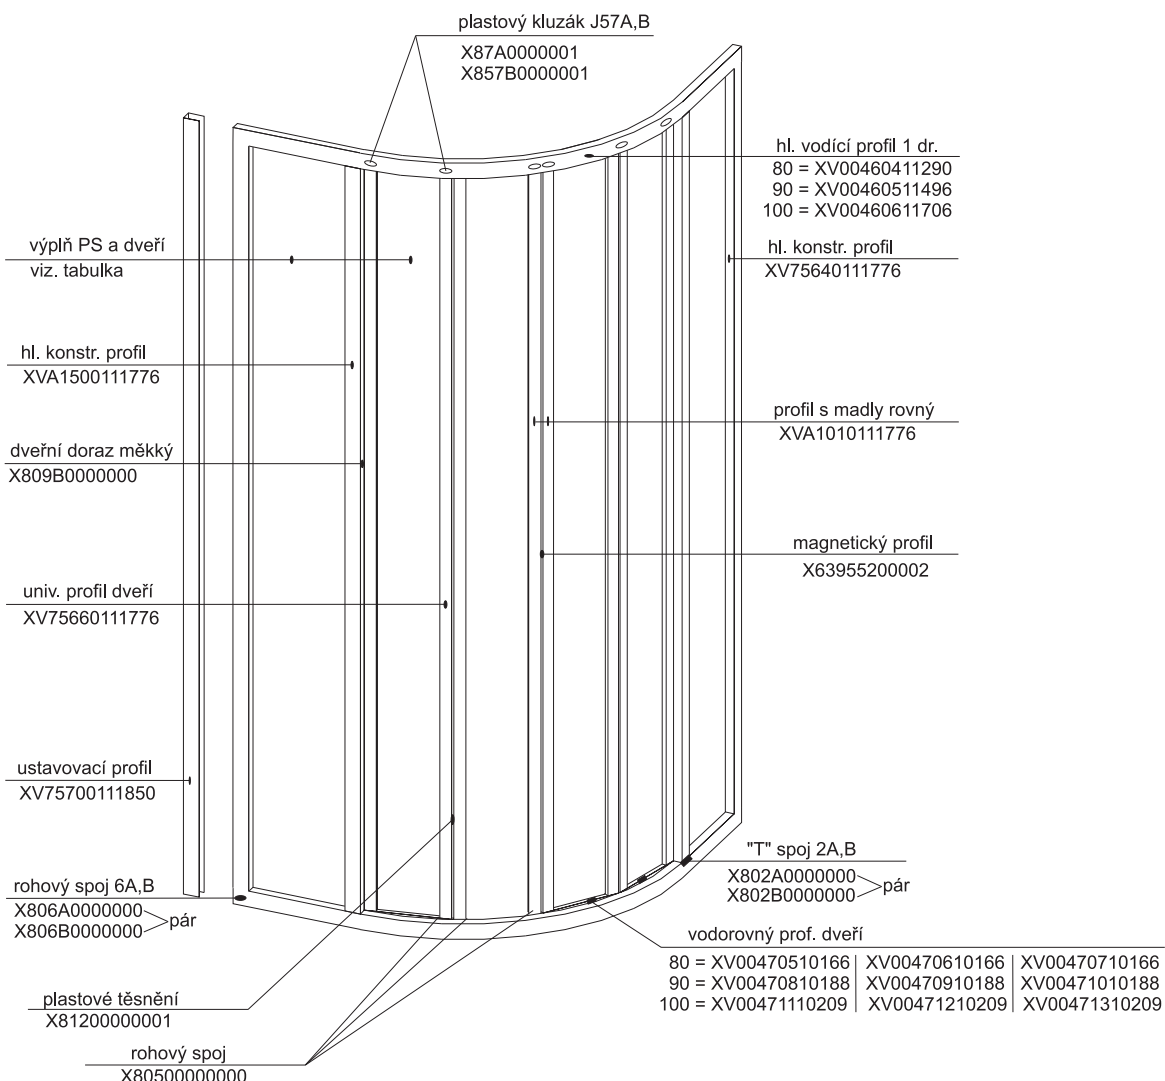 plastový kluzák J57A,B
X87A0000001
X857B0000001
hl. vodící profil 1 dr.
80 = XV00460411290
90 = XV00460511496
100 = XV00460611706
výplň PS a dveří
viz. tabulka
hl. konstr. profil
XV75640111776
hl. konstr. profil
XVA1500111776
profil s madly rovný
XVA1010111776
dveřní doraz měkký
X809B0000000
magnetický profil
X63955200002
univ. profil dveří
XV75660111776
ustavovací profil
XV75700111850
"T" spoj 2A,B
X802A0000000
X802B0000000
pár
rohový spoj 6A,B
X806A0000000
X806B0000000
pár
vodorovný prof. dveří
80 = XV00470510166 XV00470610166 XV00470710166
90 = XV00470810188 XV00470910188 XV00471010188
100 = XV00471110209 XV00471210209 XV00471310209
plastové těsnění
X81200000001
rohový spoj
X80500000000